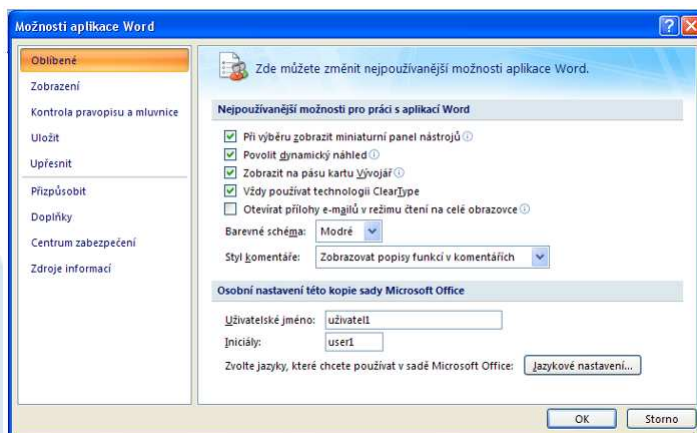 Možnosti aplikace Word
Oblíbené
Zobrazení
Kontrola pravopisu a mluvnice
Uložit
Upřesnit
Přizpůsobit
Doplňky
Centrum zabezpečení
Zdroje informací
Zde můžete změnit nejpoužívanější možnosti aplikace Word.
Nejpoužívanější možnosti pro práci s aplikací Word
Při výběru zobrazit miniaturní panel nástrojů
Povolit dynamický náhled
Zobrazit na pásu kartu Vývojář
Vždy používat technologii ClearType
Otevírat přílohy e-mailů v režimu čtení na celé obrazovce
Barevné schéma: Modré
Styl komentáře: Zobrazovat popisy funkcí v komentářích
Osobní nastavení této kopie sady Microsoft Office
Uživatelské jméno: uživatel1
Iniciály: user1
Zvolte jazyky, které chcete používat v sadě Microsoft Office: Jazykové nastavení...
OK Storno